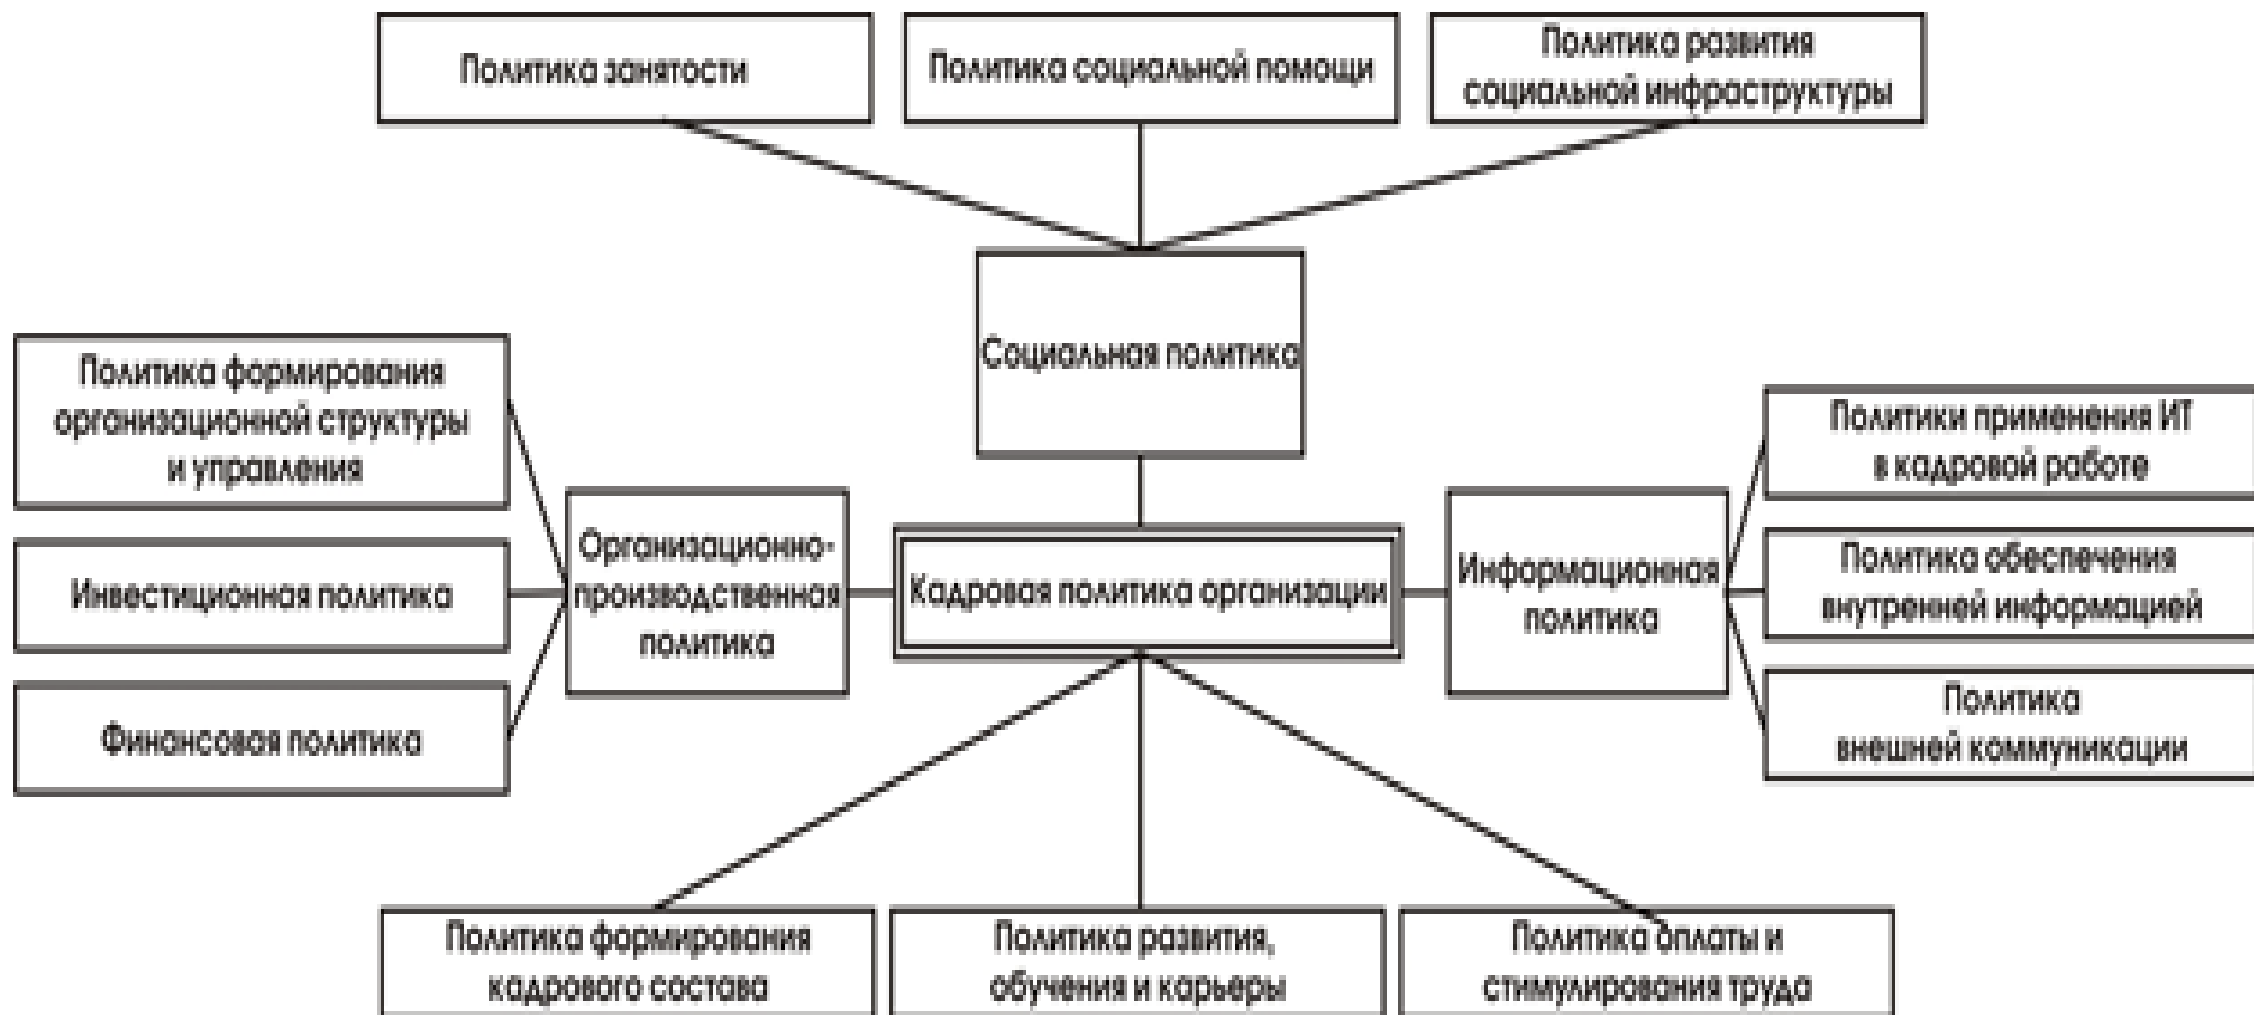 Политика занятости
Политика социальной помощи
Политика развития
социальной инфраструктуры
Социальная политика
Политика формирования
организационной структуры
и управления
Инвестиционная политика
Финансовая политика
Организационно-
производственная
политика
Кадровая политика организации
Информационная
политика
Политики применения ИТ
в кадровой работе
Политика обеспечения
внутренней информацией
Политика
внешней коммуникации
Политика формирования
кадрового состава
Политика развития,
обучения и карьеры
Политика оплаты и
стимулирования труда